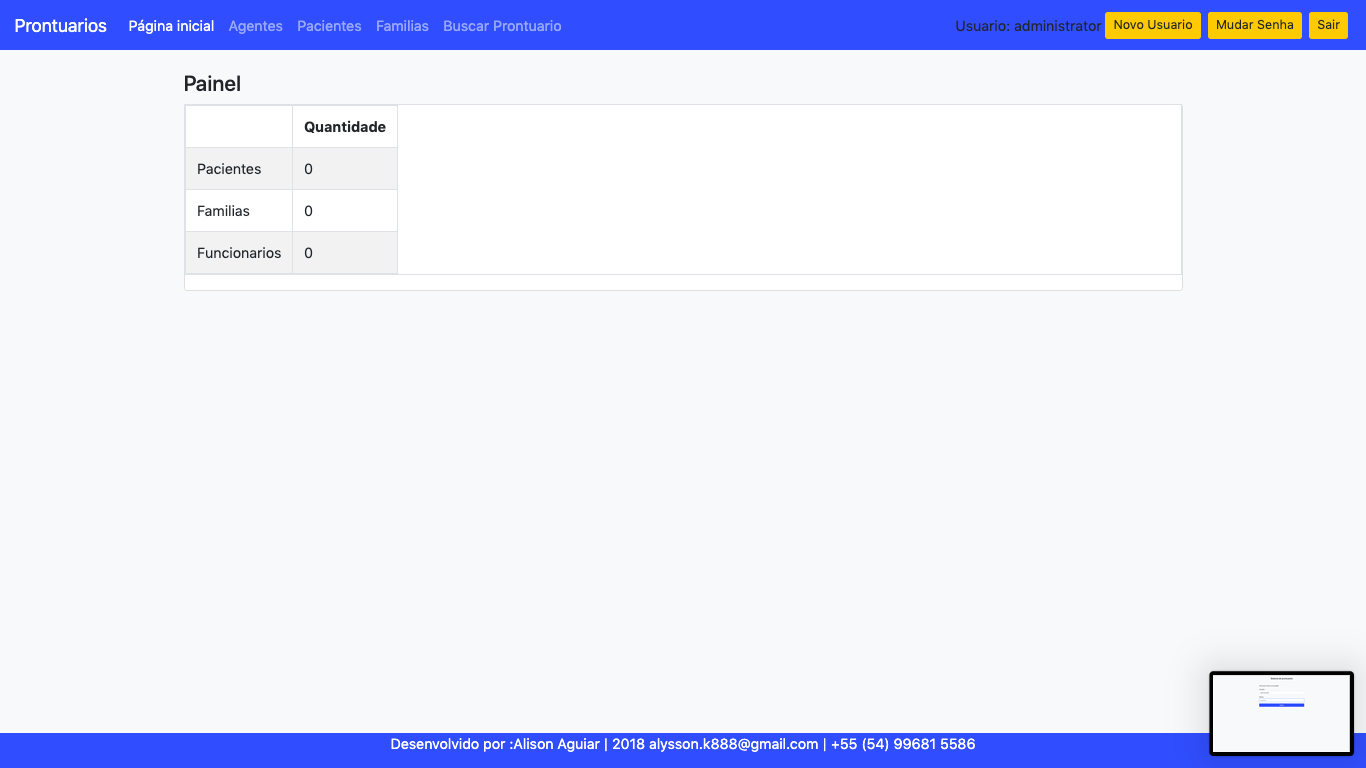 Prontuarios Página inicial Agentes Pacientes Familias Buscar Prontuario Usuario: administrator Novo Usuario Mudar Senha Sair
Painel
Quantidade
Pacientes 0
Familias 0
Funcionarios 0
Desenvolvido por :Alison Aguiar | 2018 alysson.k888@gmail.com | +55 (54) 99681 5586